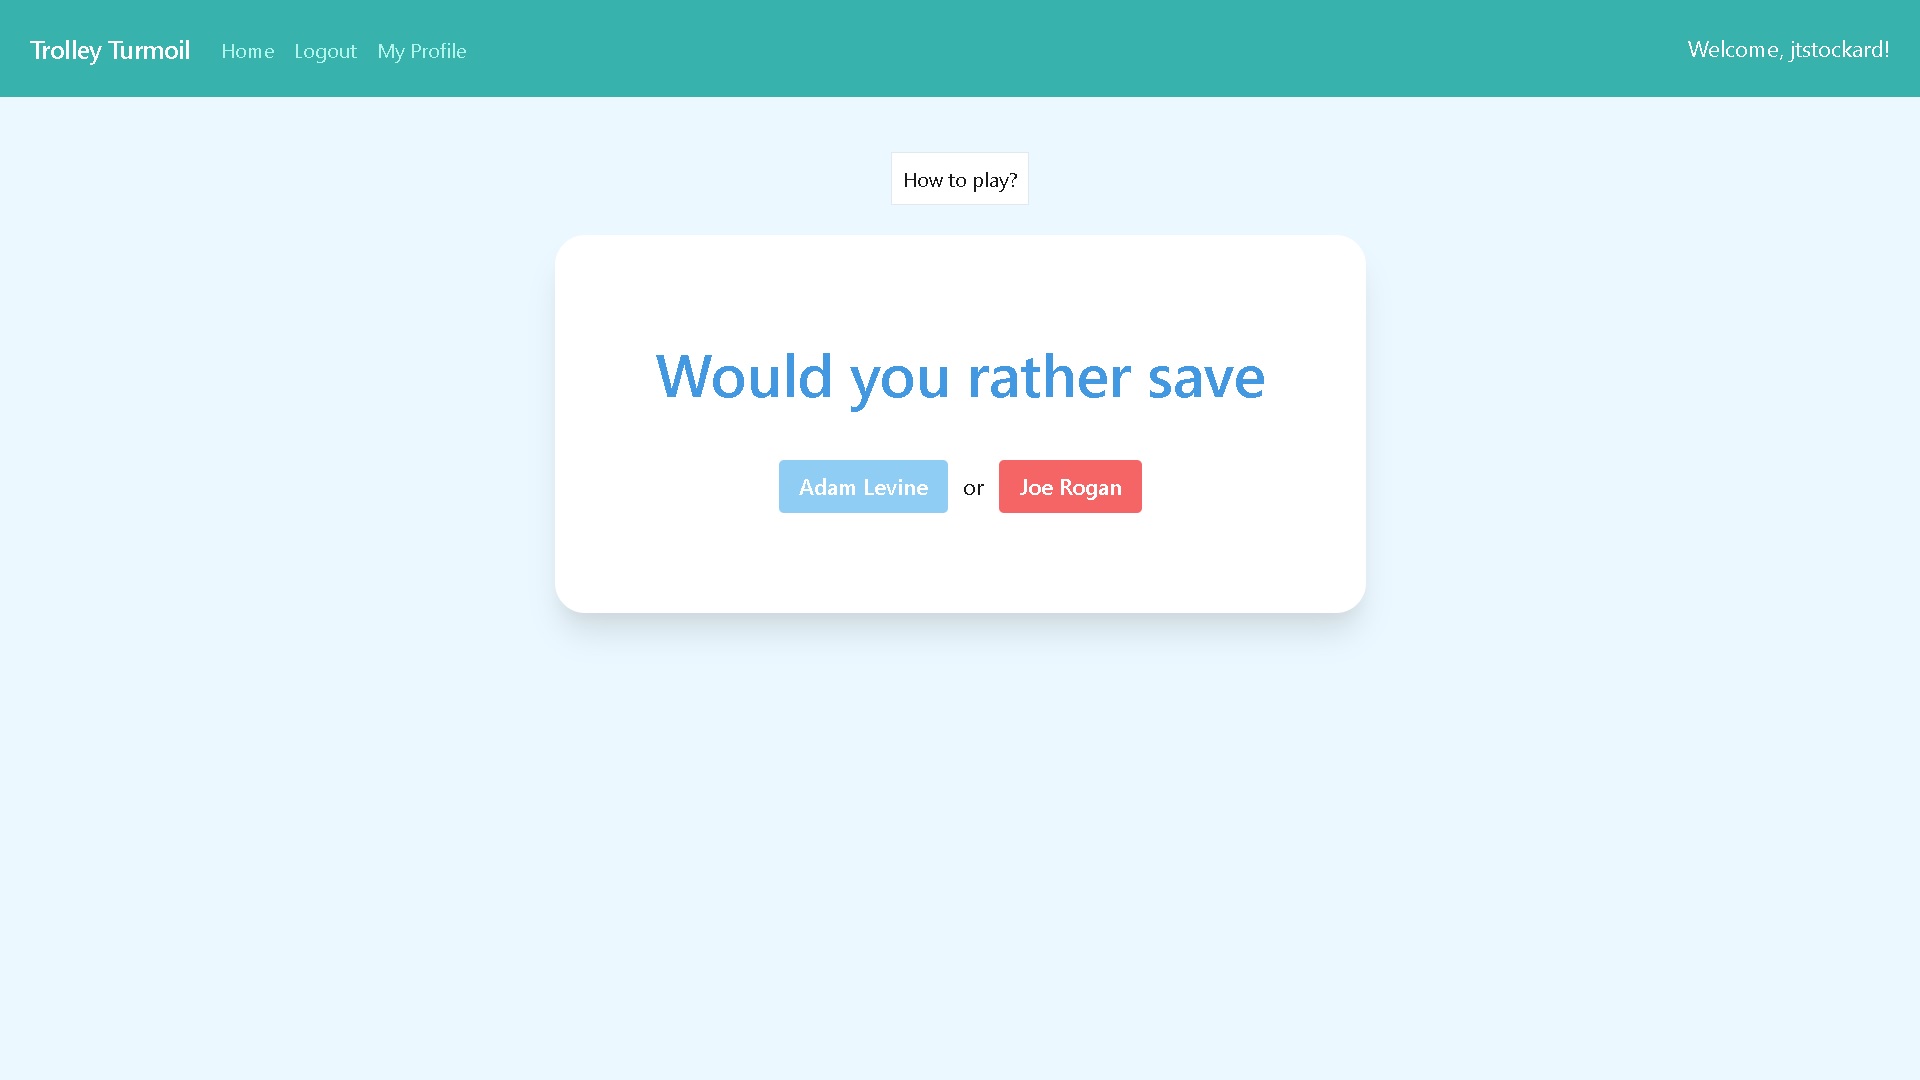 Trolley Turmoil Home Logout My Profile Welcome, jtstockard!
How to play?
Would you rather save
Adam Levine or Joe Rogan